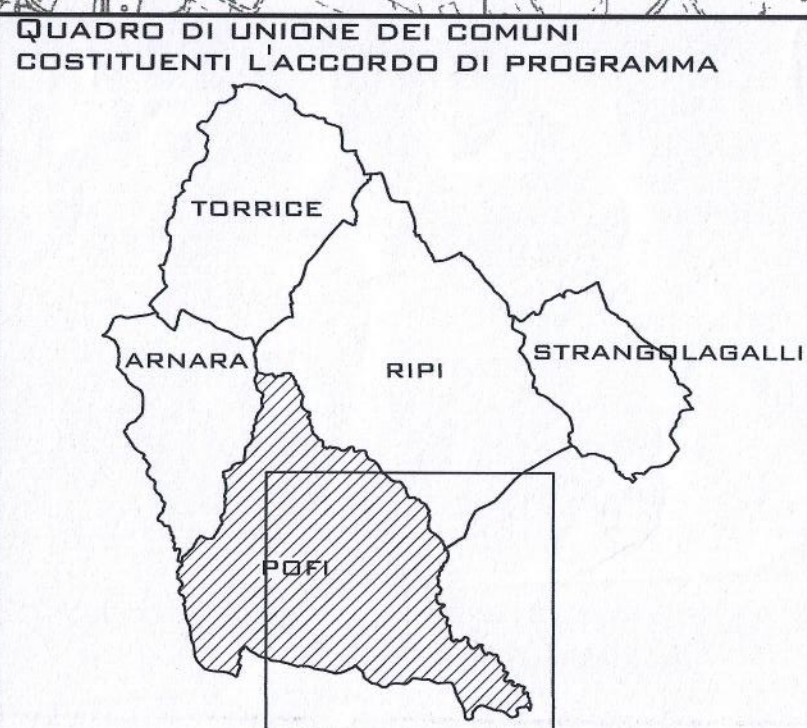 QUADRO DI UNIONE DEI COMUNI
COSTITUENTI L'ACCORDO DI PROGRAMMA
TORRICE
ARNARA
RIPI
STRANGOLAGALLI
POFI